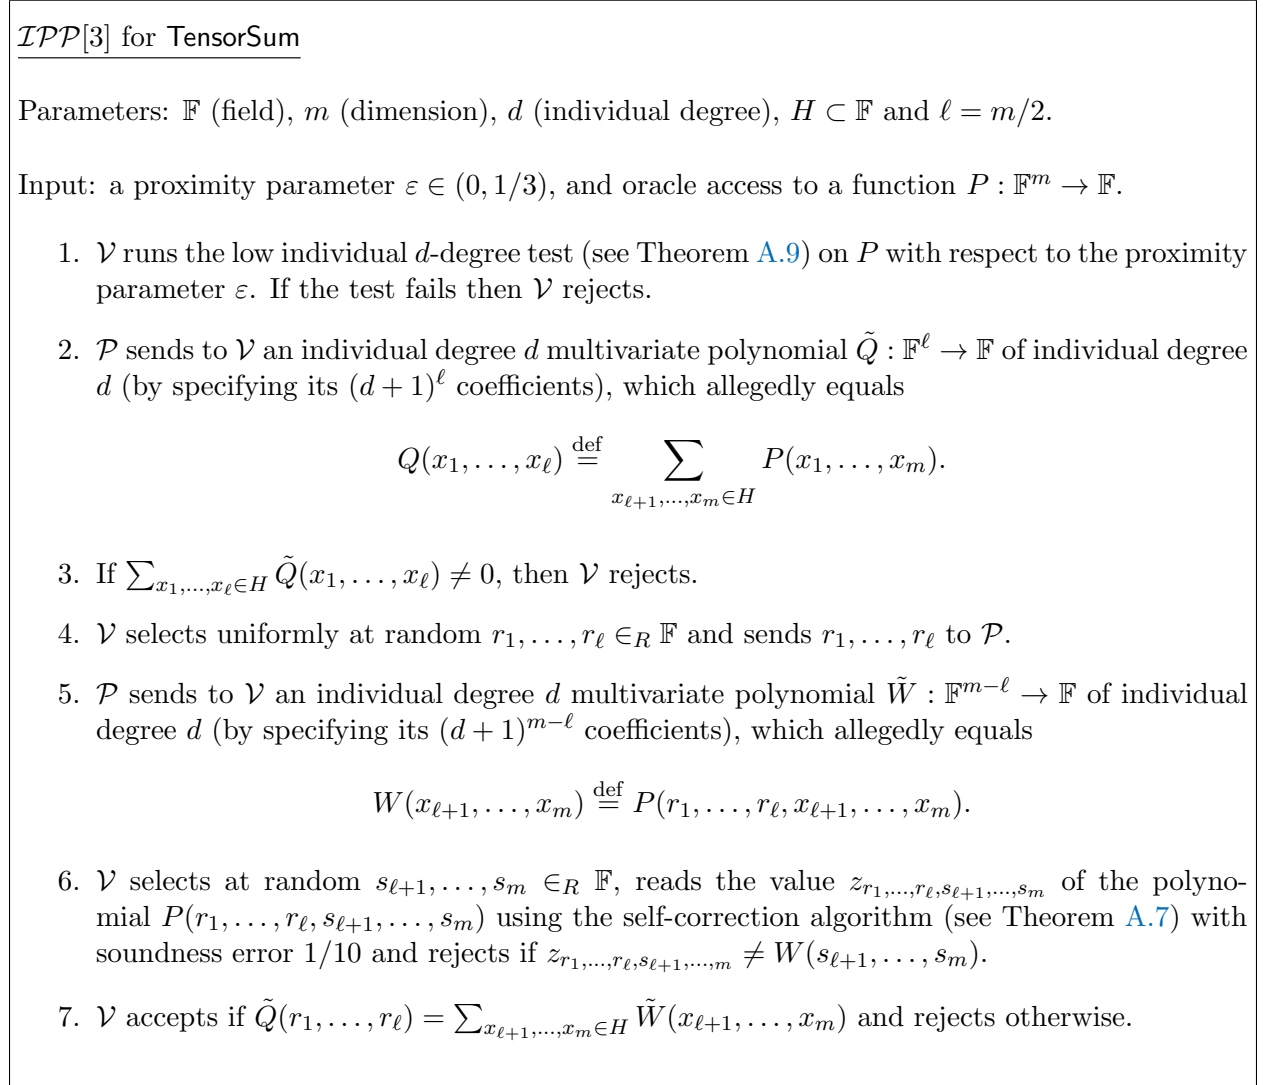 𝓘𝓟𝓟[3] for TensorSum
Parameters: 𝔽 (field), m (dimension), d (individual degree), H ⊂ 𝔽 and ℓ = m/2.
Input: a proximity parameter ε ∈ (0, 1/3), and oracle access to a function P : 𝔽^m → 𝔽.
1. 𝒱 runs the low individual d-degree test (see Theorem A.9) on P with respect to the proximity
parameter ε. If the test fails then 𝒱 rejects.
2. 𝒫 sends to 𝒱 an individual degree d multivariate polynomial Q̃ : 𝔽^ℓ → 𝔽 of individual degree
d (by specifying its (d + 1)^ℓ coefficients), which allegedly equals
Q(x_1, . . . , x_ℓ) def= ∑_{x_{ℓ+1},...,x_m∈H} P(x_1, . . . , x_m).
3. If ∑_{x_1,...,x_ℓ∈H} Q̃(x_1, . . . , x_ℓ) ≠ 0, then 𝒱 rejects.
4. 𝒱 selects uniformly at random r_1, . . . , r_ℓ ∈_R 𝔽 and sends r_1, . . . , r_ℓ to 𝒫.
5. 𝒫 sends to 𝒱 an individual degree d multivariate polynomial W̃ : 𝔽^{m−ℓ} → 𝔽 of individual
degree d (by specifying its (d + 1)^{m−ℓ} coefficients), which allegedly equals
W(x_{ℓ+1}, . . . , x_m) def= P(r_1, . . . , r_ℓ, x_{ℓ+1}, . . . , x_m).
6. 𝒱 selects at random s_{ℓ+1}, . . . , s_m ∈_R 𝔽, reads the value z_{r_1,...,r_ℓ,s_{ℓ+1},...,s_m} of the polyno-
mial P(r_1, . . . , r_ℓ, s_{ℓ+1}, . . . , s_m) using the self-correction algorithm (see Theorem A.7) with
soundness error 1/10 and rejects if z_{r_1,...,r_ℓ,s_{ℓ+1},...,m} ≠ W(s_{ℓ+1}, . . . , s_m).
7. 𝒱 accepts if Q̃(r_1, . . . , r_ℓ) = ∑_{x_{ℓ+1},...,x_m∈H} W̃(x_{ℓ+1}, . . . , x_m) and rejects otherwise.